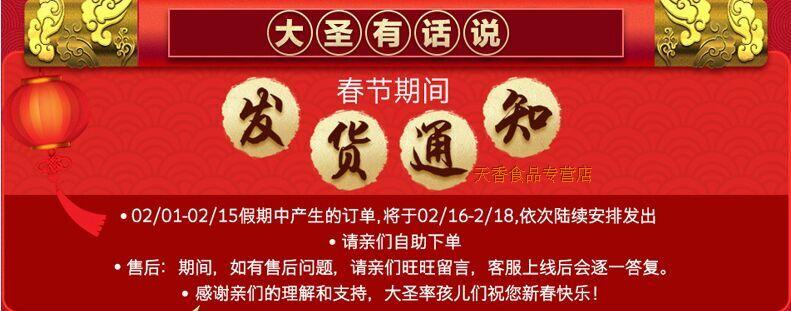 大圣有话说
春节期间
发货通知
天香食品专营店
• 02/01-02/15假期中产生的订单,将于02/16-2/18,依次陆续安排发出
• 请亲们自助下单
• 售后：期间，如有售后问题，请亲们旺旺留言，客服上线后会逐一答复。
• 感谢亲们的理解和支持，大圣率孩儿们祝您新春快乐！